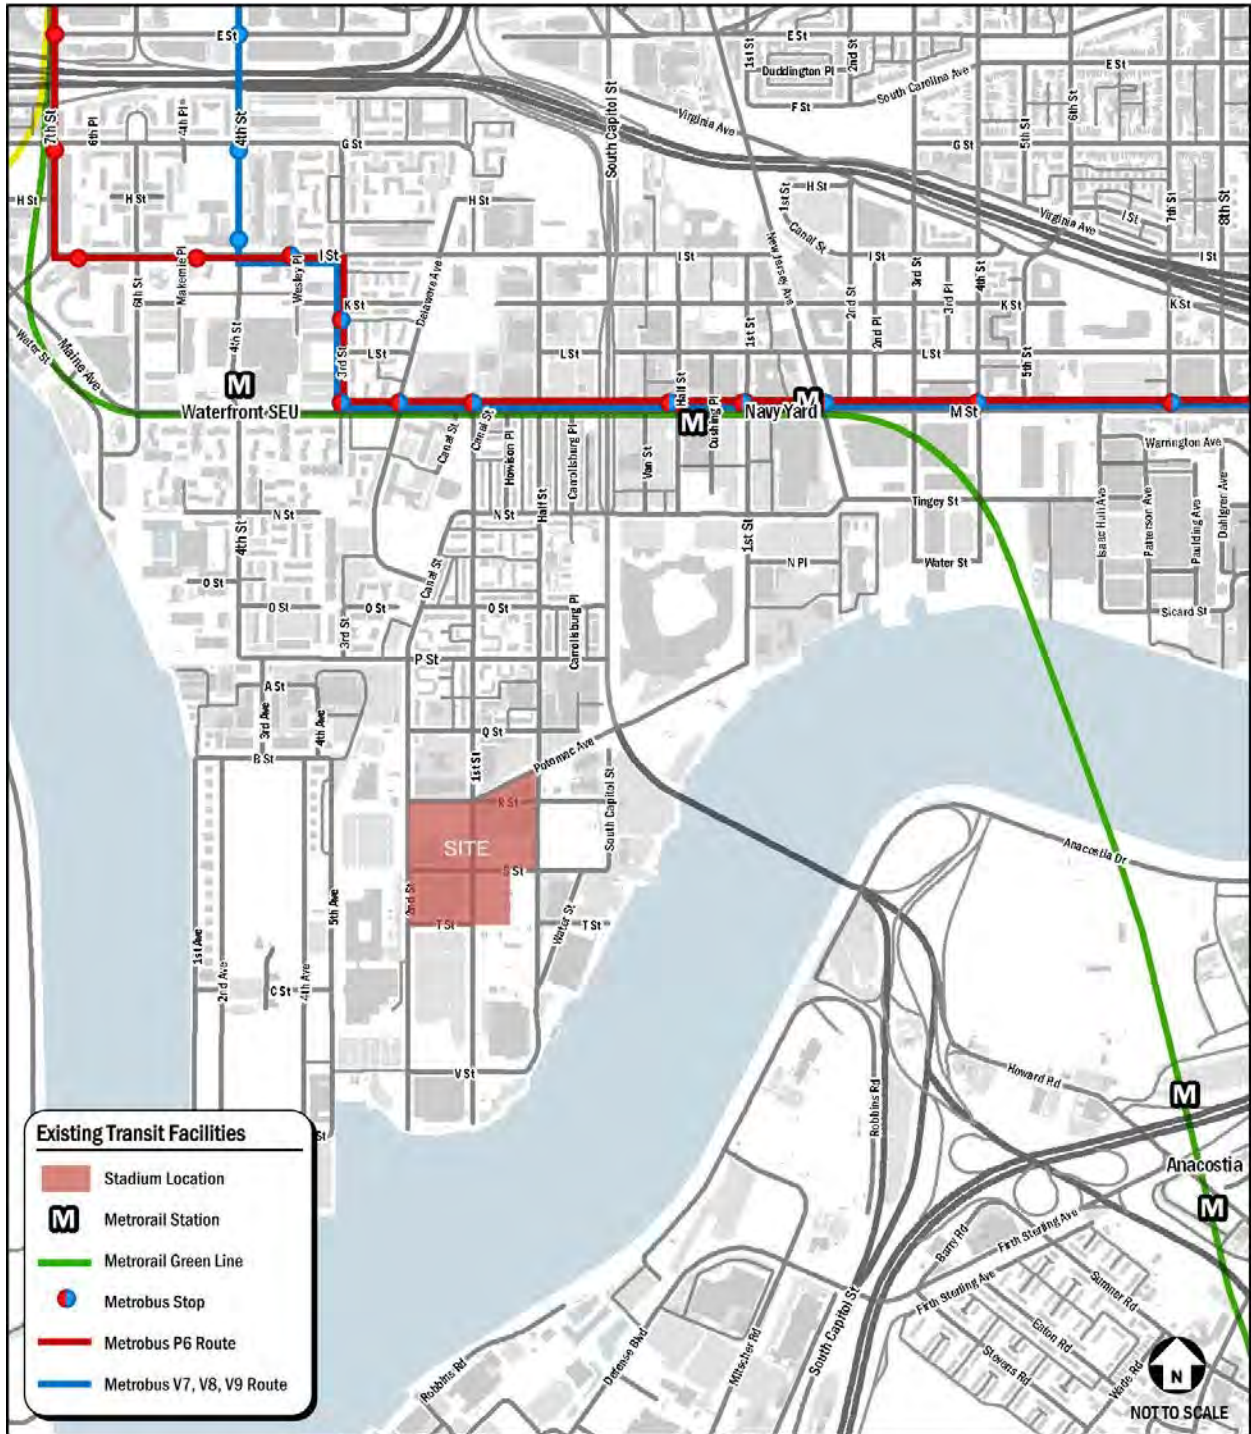 E St
E St
1st St
2nd St
Duddington Pl
E St
South Carolina Ave
F St
7th St
6th Pl
4th Pl
4th St
G St
South Capitol St
Virginia Ave
5th St
6th St
G St
H St
H St
H St
1st St
H St
I St
7th St
8th St
Virginia Ave
Canal St
New Jersey Ave
I St
I St
I St
I St
Makemie Pl
Wesley Pl
6th St
Delaware Ave
3rd St
4th St
2nd St
3rd Pl
K St
K St
K St
Water St
Maine Ave
4th St
3rd St
L St
L St
1st St
2nd Pl
L St
5th St
M
Waterfront SEU
Half St
M
Cushing Pl
M
Navy Yard
M St
Canal St
Canal St
Howison Pl
Half St
Carrollsburg Pl
Van St
Warrington Ave
Tingey St
Isaac Hull Ave
Patterson Ave
Paulding Ave
Dahlgren Ave
N St
N St
4th St
1st St
N Pl
Water St
O St
Canal St
O St
O St
O St
3rd St
Carrollsburg Pl
Sicard St
P St
A St
3rd Ave
4th Ave
Q St
B St
1st St
Potomac Ave
R St
South Capitol St
SITE
S St
2nd St
T St
T St
Water St
5th Ave
1st Ave
2nd Ave
C St
4th Ave
V St
Anacostia Dr
Howard Rd
Robbins Rd
M
Anacostia
M
Barry Rd
Firth Sterling Ave
Firth Sterling Ave
Sumner Rd
Eaton Rd
Stevens Rd
Wade Rd
South Capitol St
Mitscher Rd
Defense Blvd
Robbins Rd
St
Existing Transit Facilities
Stadium Location
M Metrorail Station
Metrorail Green Line
Metrobus Stop
Metrobus P6 Route
Metrobus V7, V8, V9 Route
N
NOT TO SCALE